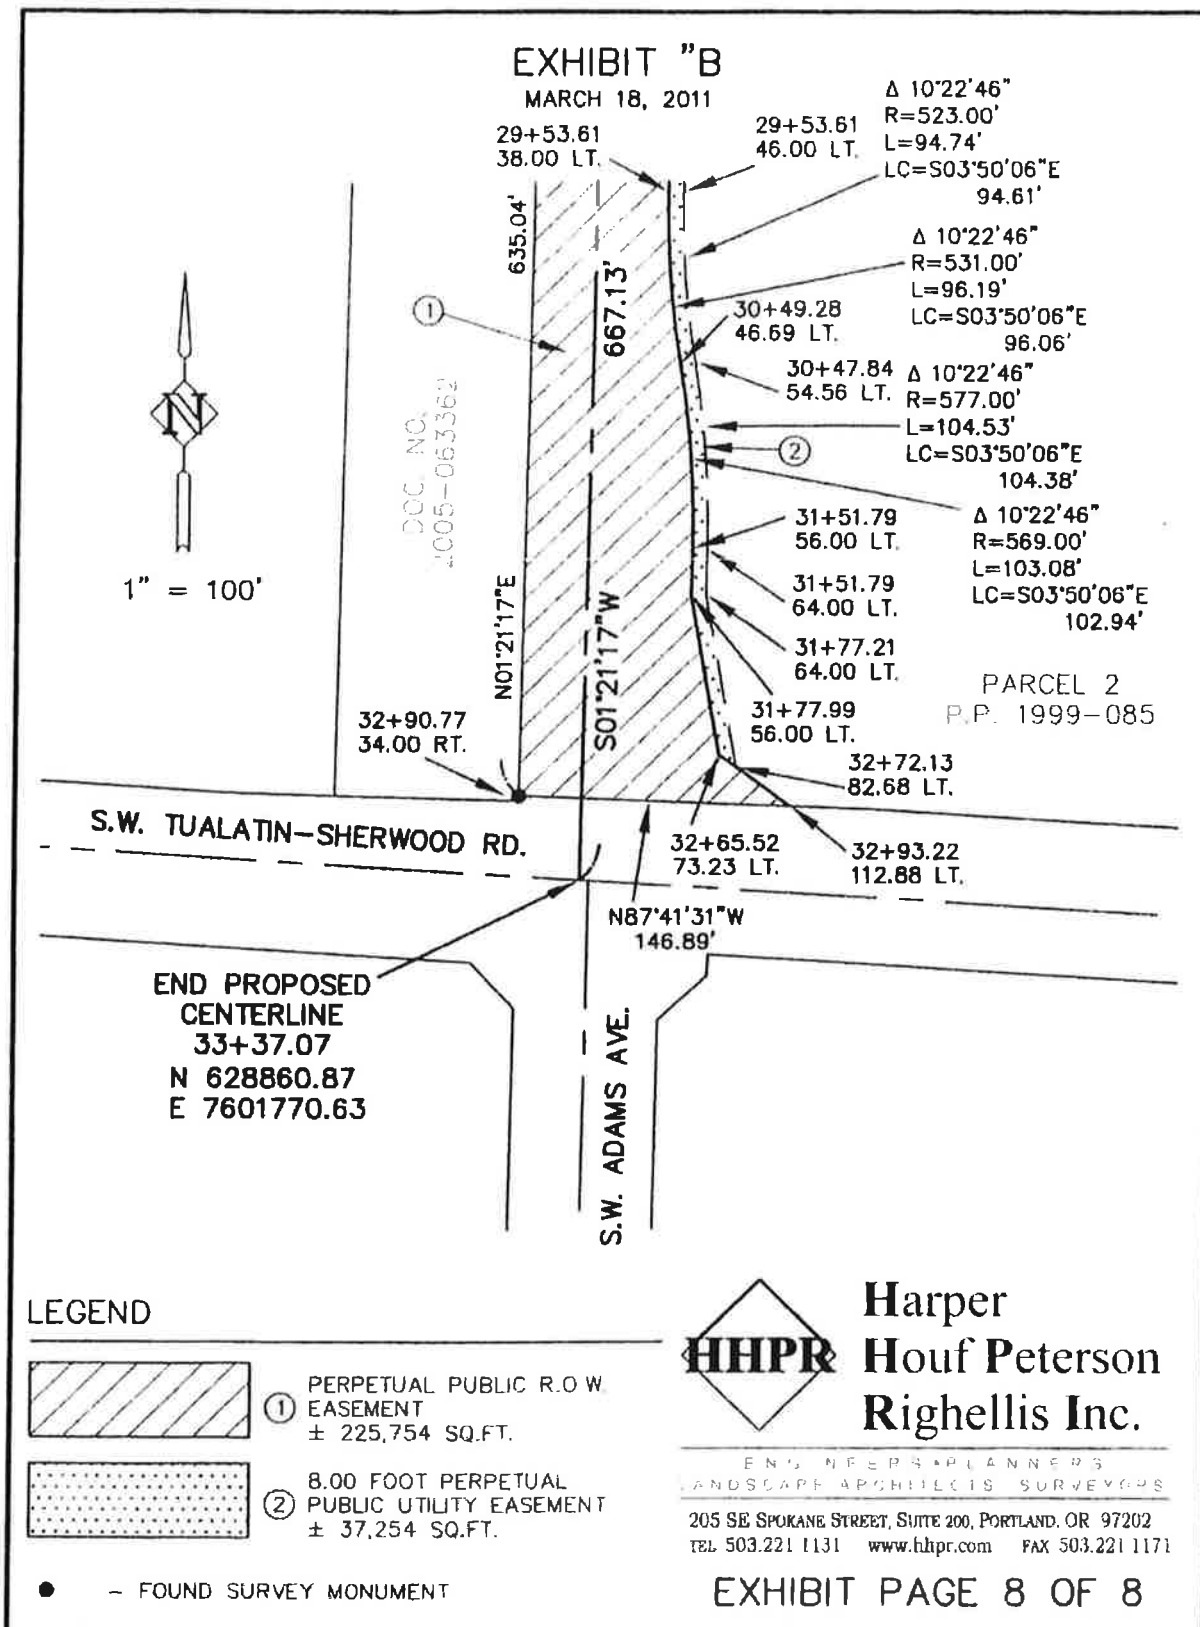 EXHIBIT "B
MARCH 18, 2011
29+53.61
38.00 LT.
29+53.61
46.00 LT.
Δ 10°22'46"
R=523.00'
L=94.74'
LC=S03°50'06"E
94.61'
Δ 10°22'46"
R=531.00'
L=96.19'
LC=S03°50'06"E
96.06'
635.04'
667.13'
1
30+49.28
46.69 LT.
30+47.84
54.56 LT.
Δ 10°22'46"
R=577.00'
L=104.53'
LC=S03°50'06"E
104.38'
2
N
DOC. NO.
2005-063362
1" = 100'
31+51.79
56.00 LT.
Δ 10°22'46"
R=569.00'
L=103.08'
LC=S03°50'06"E
102.94'
31+51.79
64.00 LT.
N01°21'17"E
S01°21'17"W
31+77.21
64.00 LT.
PARCEL 2
P.P. 1999-085
31+77.99
56.00 LT.
32+90.77
34.00 RT.
32+72.13
82.68 LT.
S.W. TUALATIN-SHERWOOD RD.
32+65.52
73.23 LT.
32+93.22
112.88 LT.
N87°41'31"W
146.89'
END PROPOSED
CENTERLINE
33+37.07
N 628860.87
E 7601770.63
S.W. ADAMS AVE.
LEGEND
1 PERPETUAL PUBLIC R.O.W.
EASEMENT
± 225,754 SQ.FT.
2 8.00 FOOT PERPETUAL
PUBLIC UTILITY EASEMENT
± 37,254 SQ.FT.
- FOUND SURVEY MONUMENT
HHPR
Harper
Houf Peterson
Righellis Inc.
ENGINEERS♦PLANNERS
LANDSCAPE ARCHITECTS SURVEYORS
205 SE SPOKANE STREET, SUITE 200, PORTLAND, OR 97202
TEL 503.221 1131 www.hhpr.com FAX 503.221 1171
EXHIBIT PAGE 8 OF 8